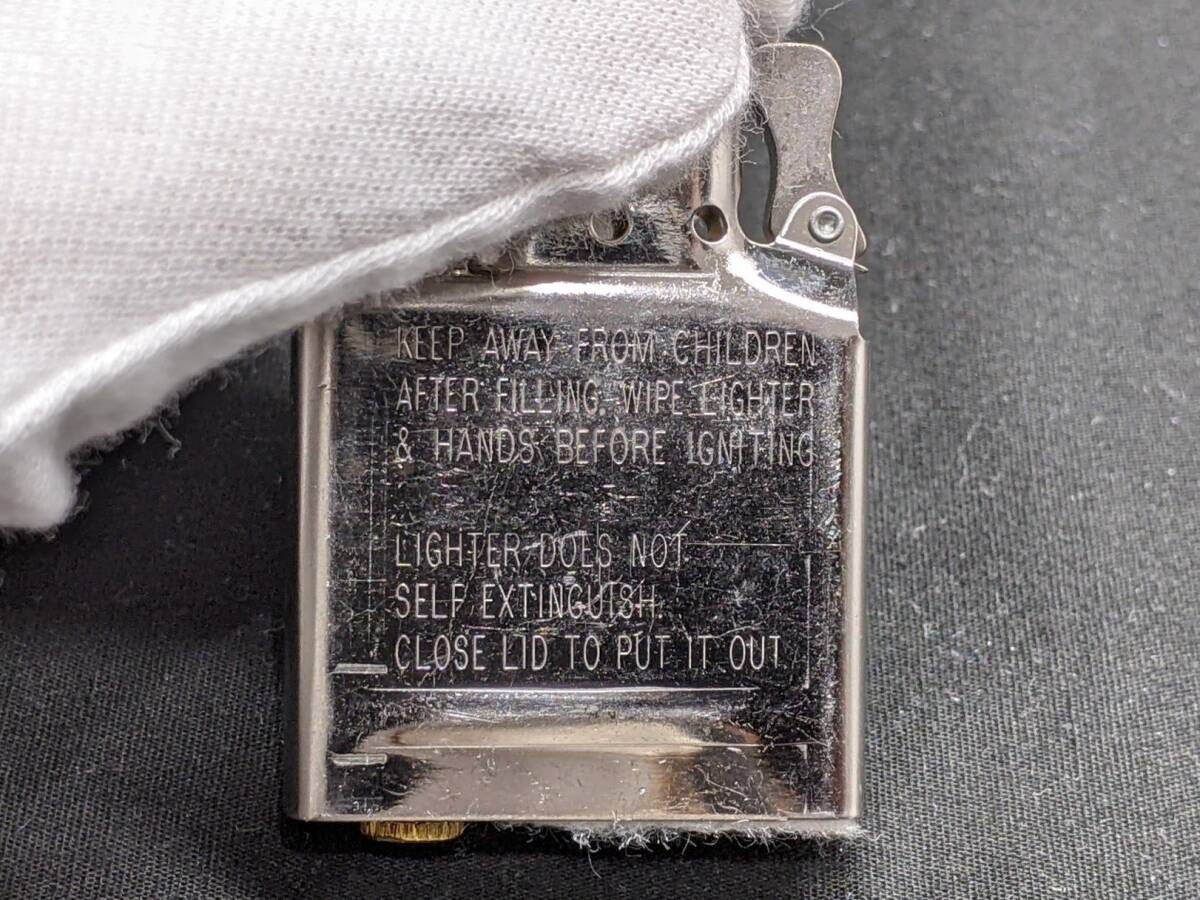 KEEP AWAY FROM CHILDREN
AFTER FILLING, WIPE LIGHTER
& HANDS BEFORE IGNITING
LIGHTER DOES NOT
SELF EXTINGUISH.
CLOSE LID TO PUT IT OUT